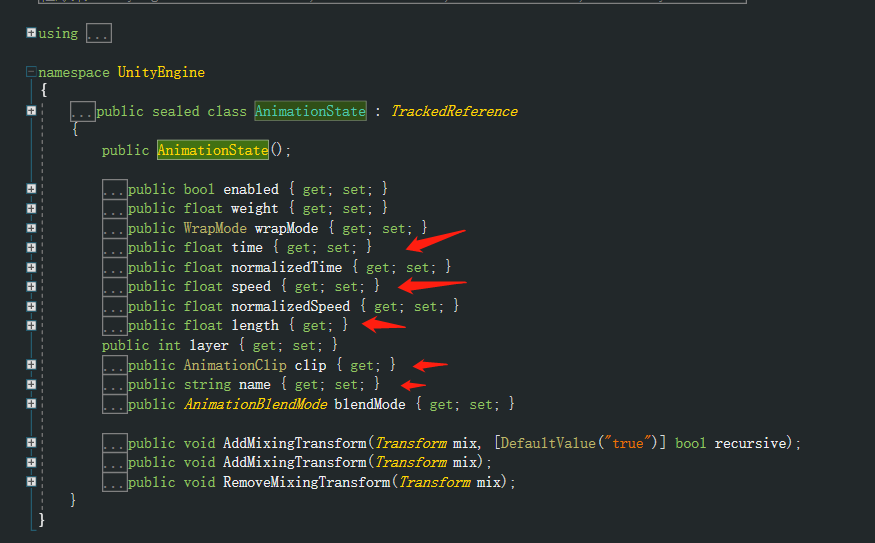 using ...
namespace UnityEngine
{
...public sealed class AnimationState : TrackedReference
{
public AnimationState();
...public bool enabled { get; set; }
...public float weight { get; set; }
...public WrapMode wrapMode { get; set; }
...public float time { get; set; }
...public float normalizedTime { get; set; }
...public float speed { get; set; }
...public float normalizedSpeed { get; set; }
...public float length { get; }
public int layer { get; set; }
...public AnimationClip clip { get; }
...public string name { get; set; }
...public AnimationBlendMode blendMode { get; set; }
...public void AddMixingTransform(Transform mix, [DefaultValue("true")] bool recursive);
...public void AddMixingTransform(Transform mix);
...public void RemoveMixingTransform(Transform mix);
}
}